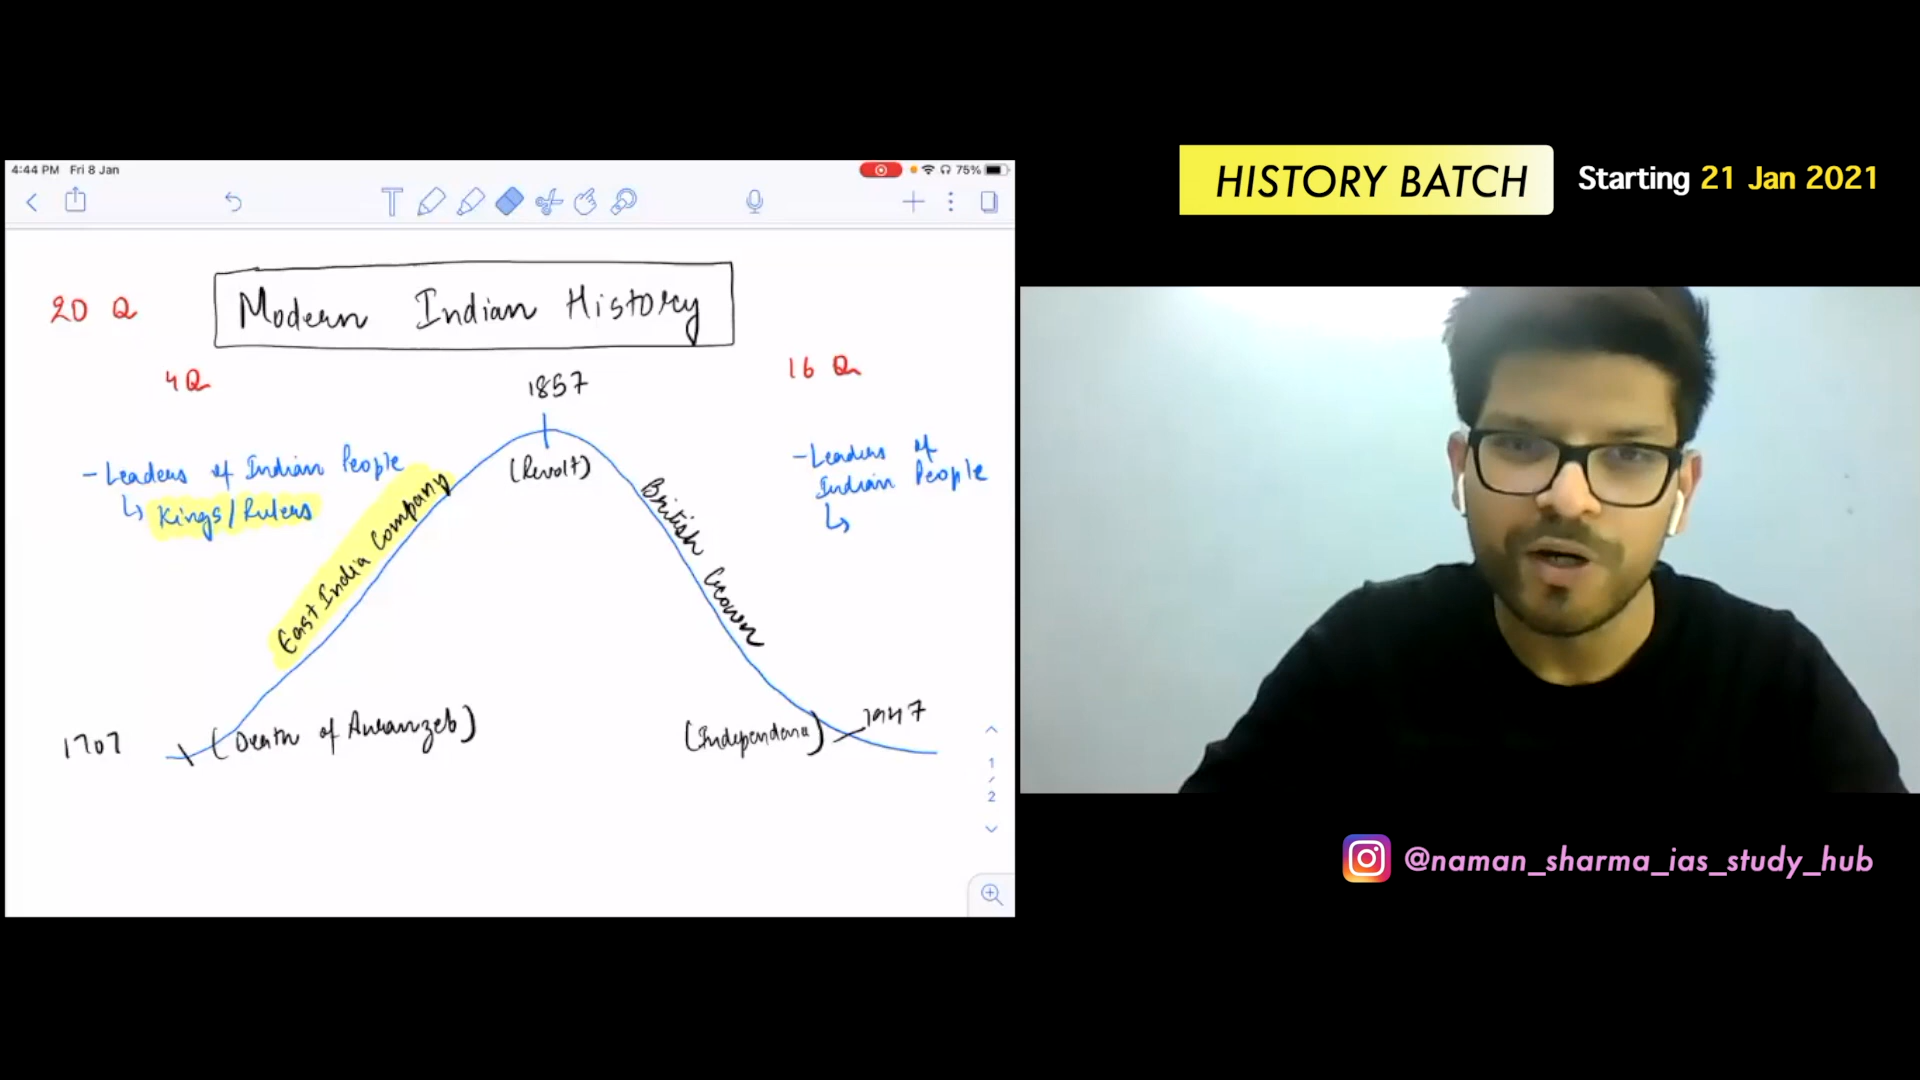 4:44 PM Fri 8 Jan
75%
HISTORY BATCH
Starting 21 Jan 2021
T
20 Q
Modern Indian History
4Q
16 Q
1857
(Revolt)
- Leaders of Indian People
↳ Kings/Rulers
East India Company
British Crown
- Leaders of
Indian People
↳
1707
(Death of Auranzeb)
(Independence)
1947
1
/
2
@naman_sharma_ias_study_hub